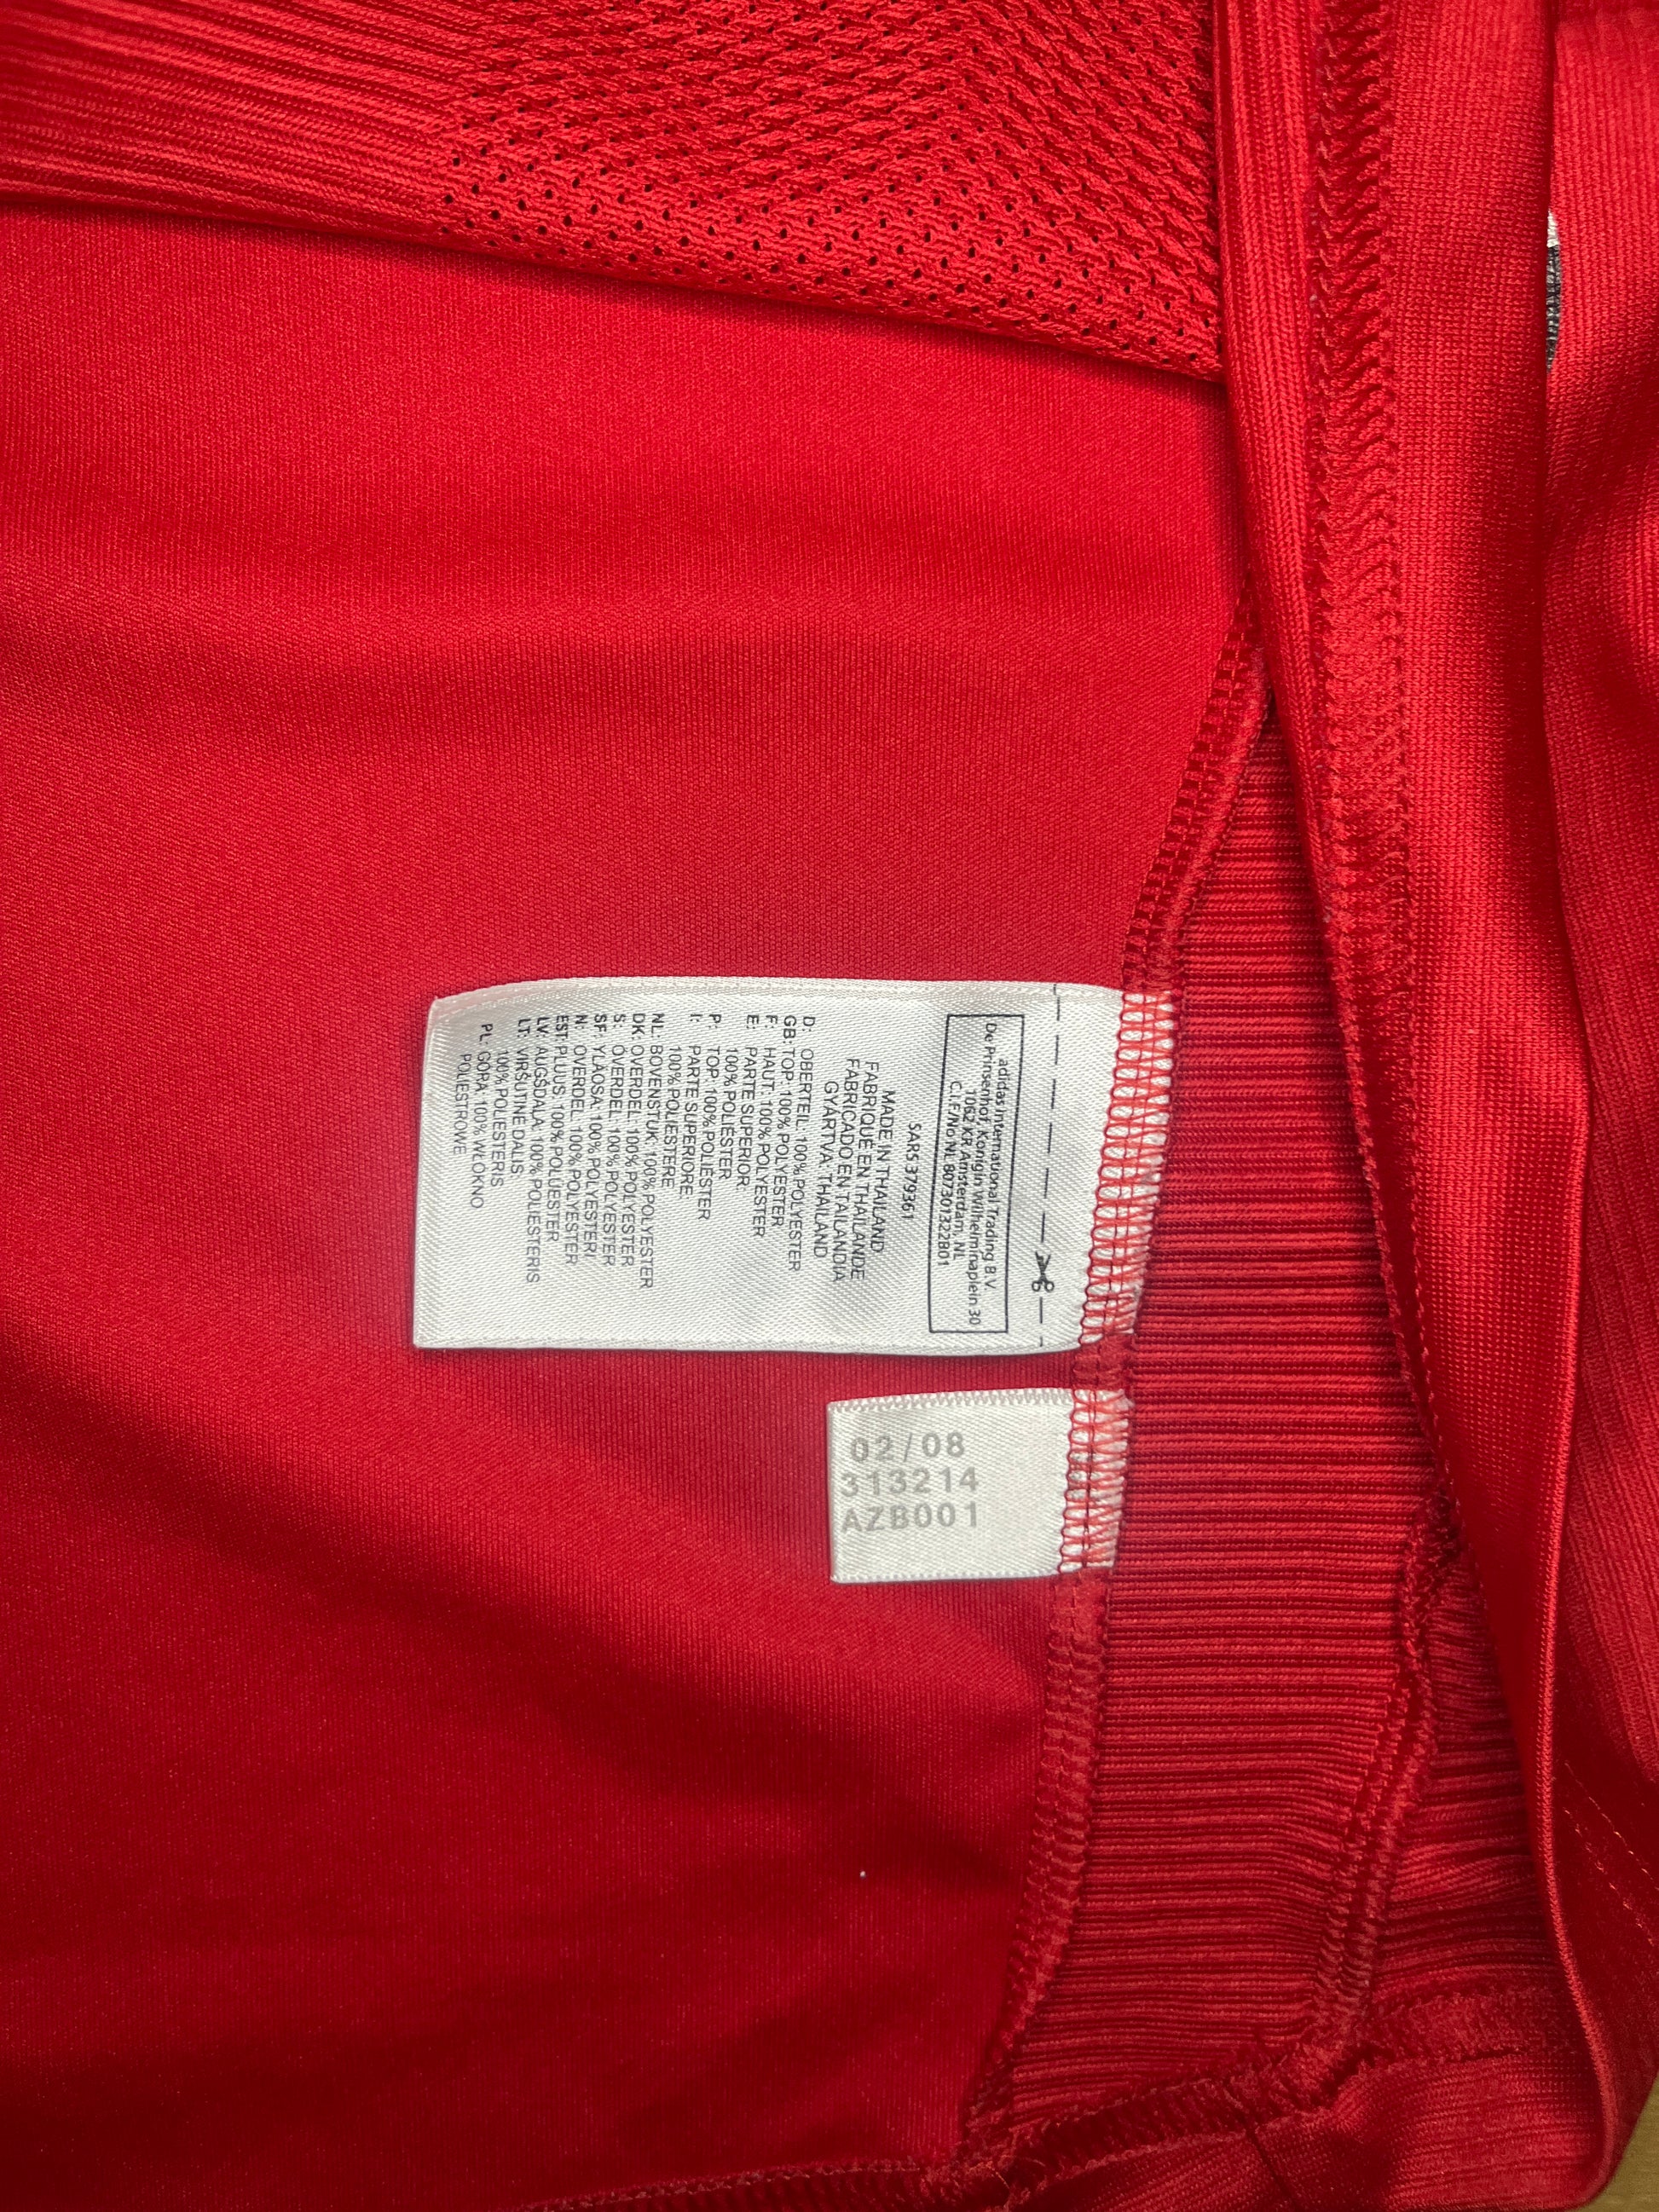 adidas International Trading B.V.
De Prinsenhof, Konigin Wilhelminaplein 30
1062 KR Amsterdam, NL
C.I.F/No NL 807301322B01
SARS 379361
MADE IN THAILAND
FABRIQUE EN THAILANDE
FABRICADO EN TAILANDIA
GYÁRTVA: THAILAND
D: OBERTEIL: 100% POLYESTER
GB: TOP: 100% POLYESTER
F: HAUT: 100% POLYESTER
E: PARTE SUPERIOR:
100% POLIÉSTER
P: TOP: 100% POLIÉSTER
I: PARTE SUPERIORE:
100% POLIESTERE
NL: BOVENSTUK: 100% POLYESTER
DK: OVERDEL: 100% POLYESTER
S: ÖVERDEL: 100% POLYESTER
SF: YLÄOSA: 100% POLYESTERI
N: OVERDEL: 100% POLYESTER
EST: PLUUS: 100% POLÜESTER
LV: AUGŠDAĻA: 100% POLIESTERIS
LT: VIRŠUTINĖ DALIS:
100% POLIESTERIS
PL: GÓRA: 100% WŁÓKNO
POLIESTROWE
02/08
313214
AZB001